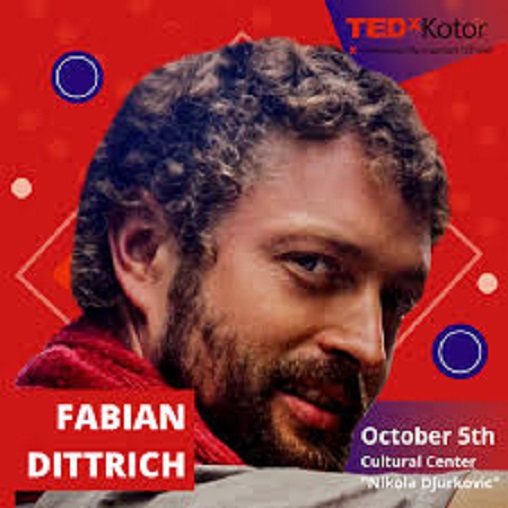 TEDxKotor
FABIAN
DITTRICH
October 5th
Cultural Center
"Nikola Djurkovic"